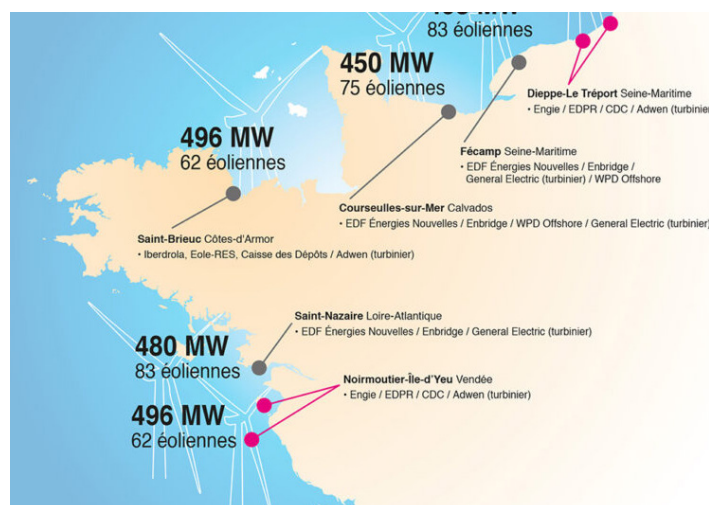 83 éoliennes
450 MW
75 éoliennes
Dieppe-Le Tréport Seine-Maritime
• Engie / EDPR / CDC / Adwen (turbinier)
496 MW
62 éoliennes
Fécamp Seine-Maritime
• EDF Énergies Nouvelles / Enbridge /
General Electric (turbinier) / WPD Offshore
Courseulles-sur-Mer Calvados
• EDF Énergies Nouvelles / Enbridge / WPD Offshore / General Electric (turbinier)
Saint-Brieuc Côtes-d'Armor
• Iberdrola, Eole-RES, Caisse des Dépôts / Adwen (turbinier)
Saint-Nazaire Loire-Atlantique
• EDF Énergies Nouvelles / Enbridge / General Electric (turbinier)
480 MW
83 éoliennes
Noirmoutier-Île-d'Yeu Vendée
• Engie / EDPR / CDC / Adwen (turbinier)
496 MW
62 éoliennes